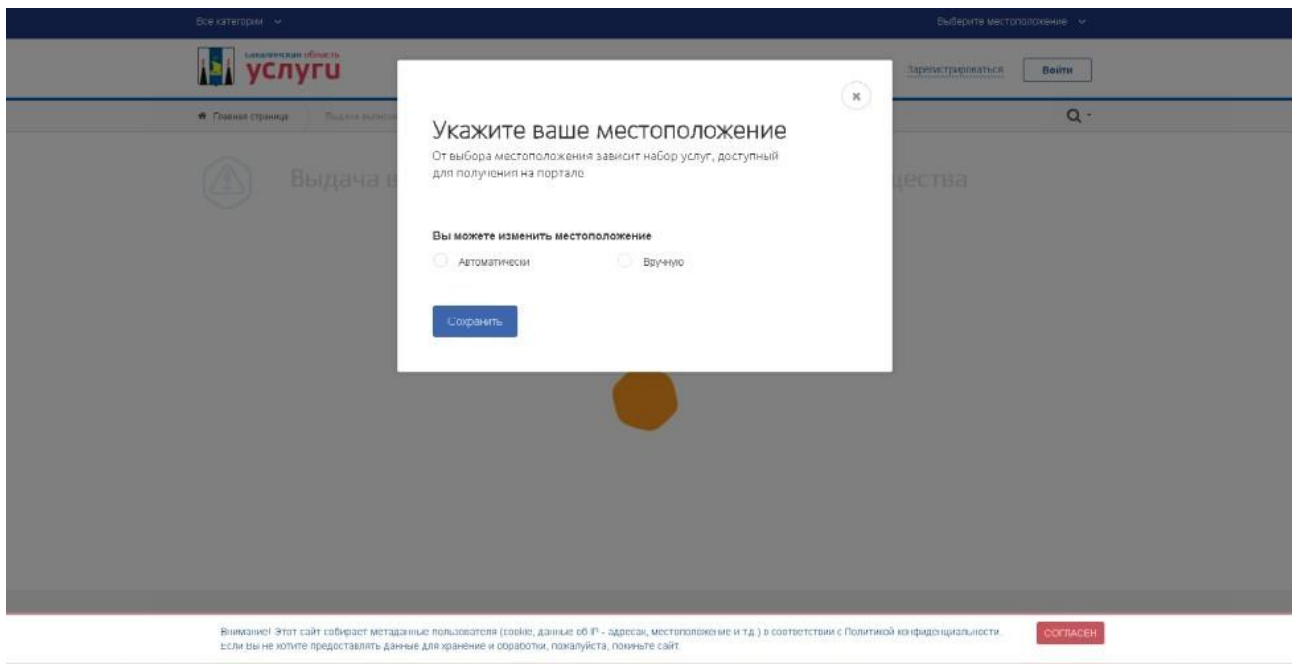 Все категории
Выберите местоположение
Сахалинская область
услуги
Зарегистрироваться
Войти
Главная страница
Выдача выписки
Укажите ваше местоположение
От выбора местоположения зависит набор услуг, доступный
для получения на портале
Выдача в
щества
Вы можете изменить местоположение
Автоматически
Вручную
Сохранить
Внимание! Этот сайт собирает метаданные пользователя (cookie, данные об IP - адресах, местоположение и т.д.) в соответствии с Политикой конфиденциальности.
Если вы не хотите предоставлять данные для хранение и обработки, пожалуйста, покиньте сайт.
СОГЛАСЕН